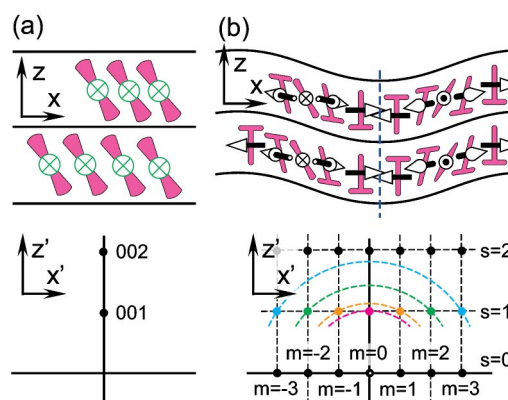 (a)
(b)
z
x
z
x
z'
x'
002
001
z'
x'
s=2
s=1
m=-2 m=0 m=2
s=0
m=-3 m=-1 m=1 m=3